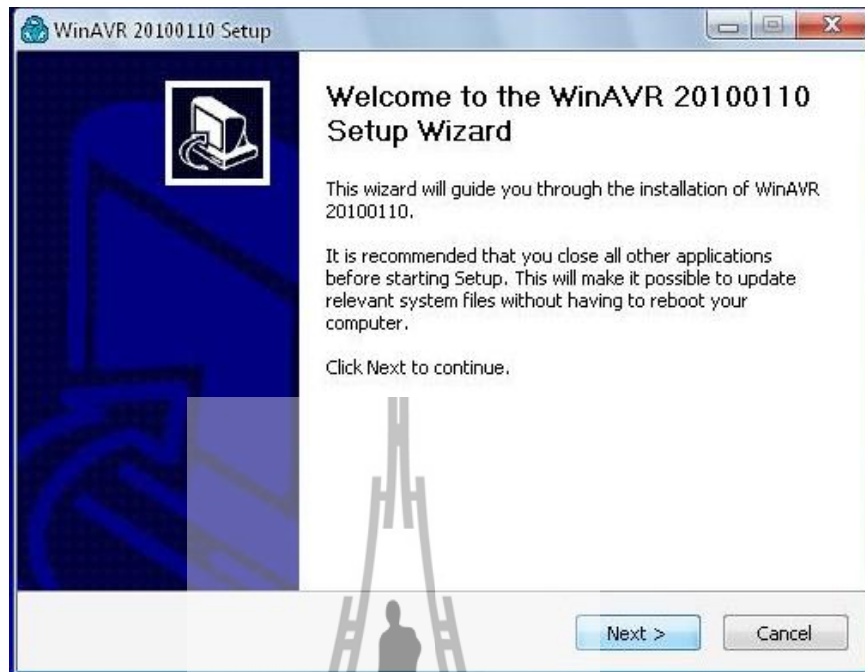 WinAVR 20100110 Setup
Welcome to the WinAVR 20100110
Setup Wizard
This wizard will guide you through the installation of WinAVR
20100110.
It is recommended that you close all other applications
before starting Setup. This will make it possible to update
relevant system files without having to reboot your
computer.
Click Next to continue.
Next >
Cancel